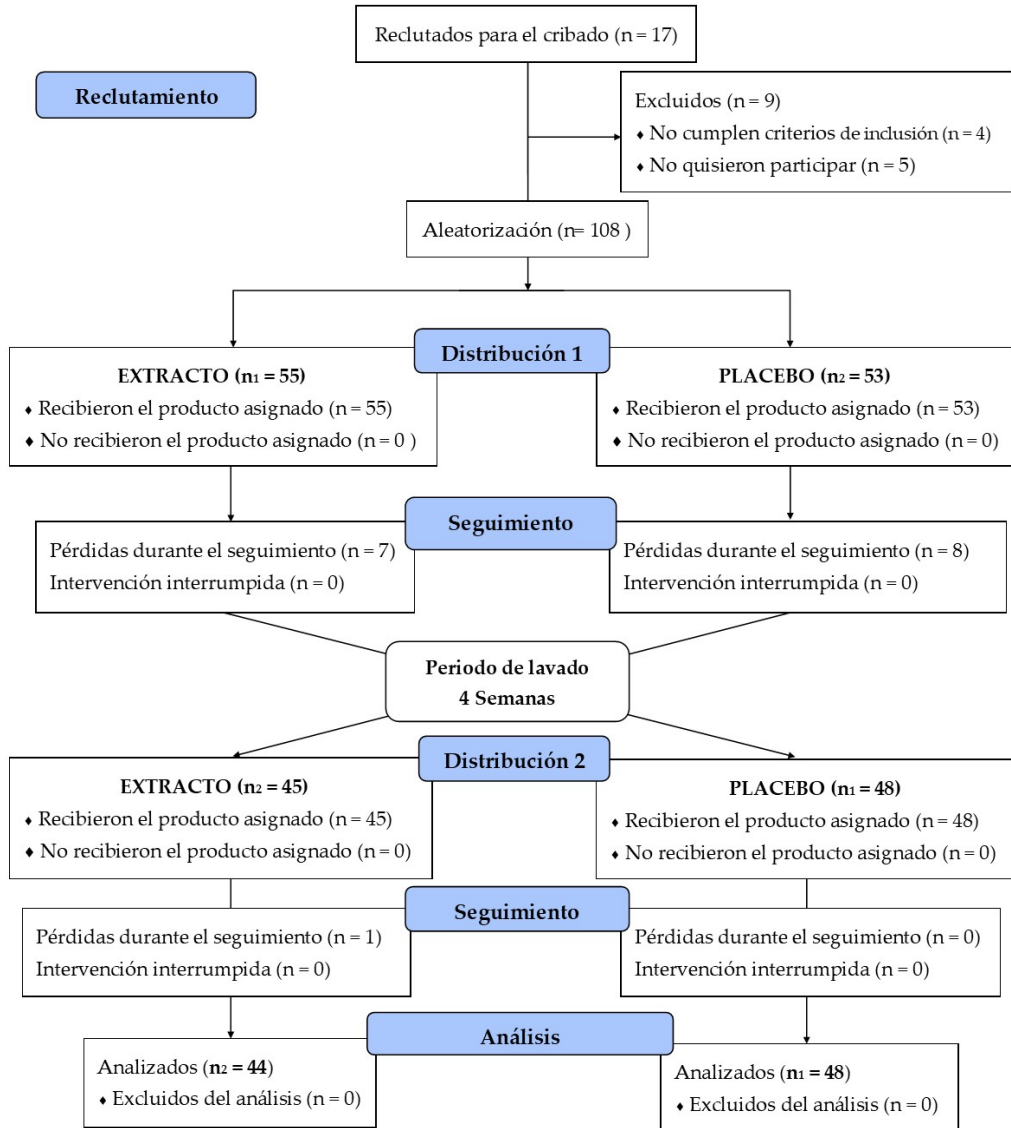 Reclutados para el cribado (n = 17)
Reclutamiento
Excluidos (n = 9)
♦ No cumplen criterios de inclusión (n = 4)
♦ No quisieron participar (n = 5)
Aleatorización (n= 108 )
Distribución 1
EXTRACTO (n₁ = 55)
♦ Recibieron el producto asignado (n = 55)
♦ No recibieron el producto asignado (n = 0 )
PLACEBO (n₂ = 53)
♦ Recibieron el producto asignado (n = 53)
♦ No recibieron el producto asignado (n = 0)
Seguimiento
Pérdidas durante el seguimiento (n = 7)
Intervención interrumpida (n = 0)
Pérdidas durante el seguimiento (n = 8)
Intervención interrumpida (n = 0)
Periodo de lavado
4 Semanas
Distribución 2
EXTRACTO (n₂ = 45)
♦ Recibieron el producto asignado (n = 45)
♦ No recibieron el producto asignado (n = 0)
PLACEBO (n₁ = 48)
♦ Recibieron el producto asignado (n = 48)
♦ No recibieron el producto asignado (n = 0)
Seguimiento
Pérdidas durante el seguimiento (n = 1)
Intervención interrumpida (n = 0)
Pérdidas durante el seguimiento (n = 0)
Intervención interrumpida (n = 0)
Análisis
Analizados (n₂ = 44)
♦ Excluidos del análisis (n = 0)
Analizados (n₁ = 48)
♦ Excluidos del análisis (n = 0)